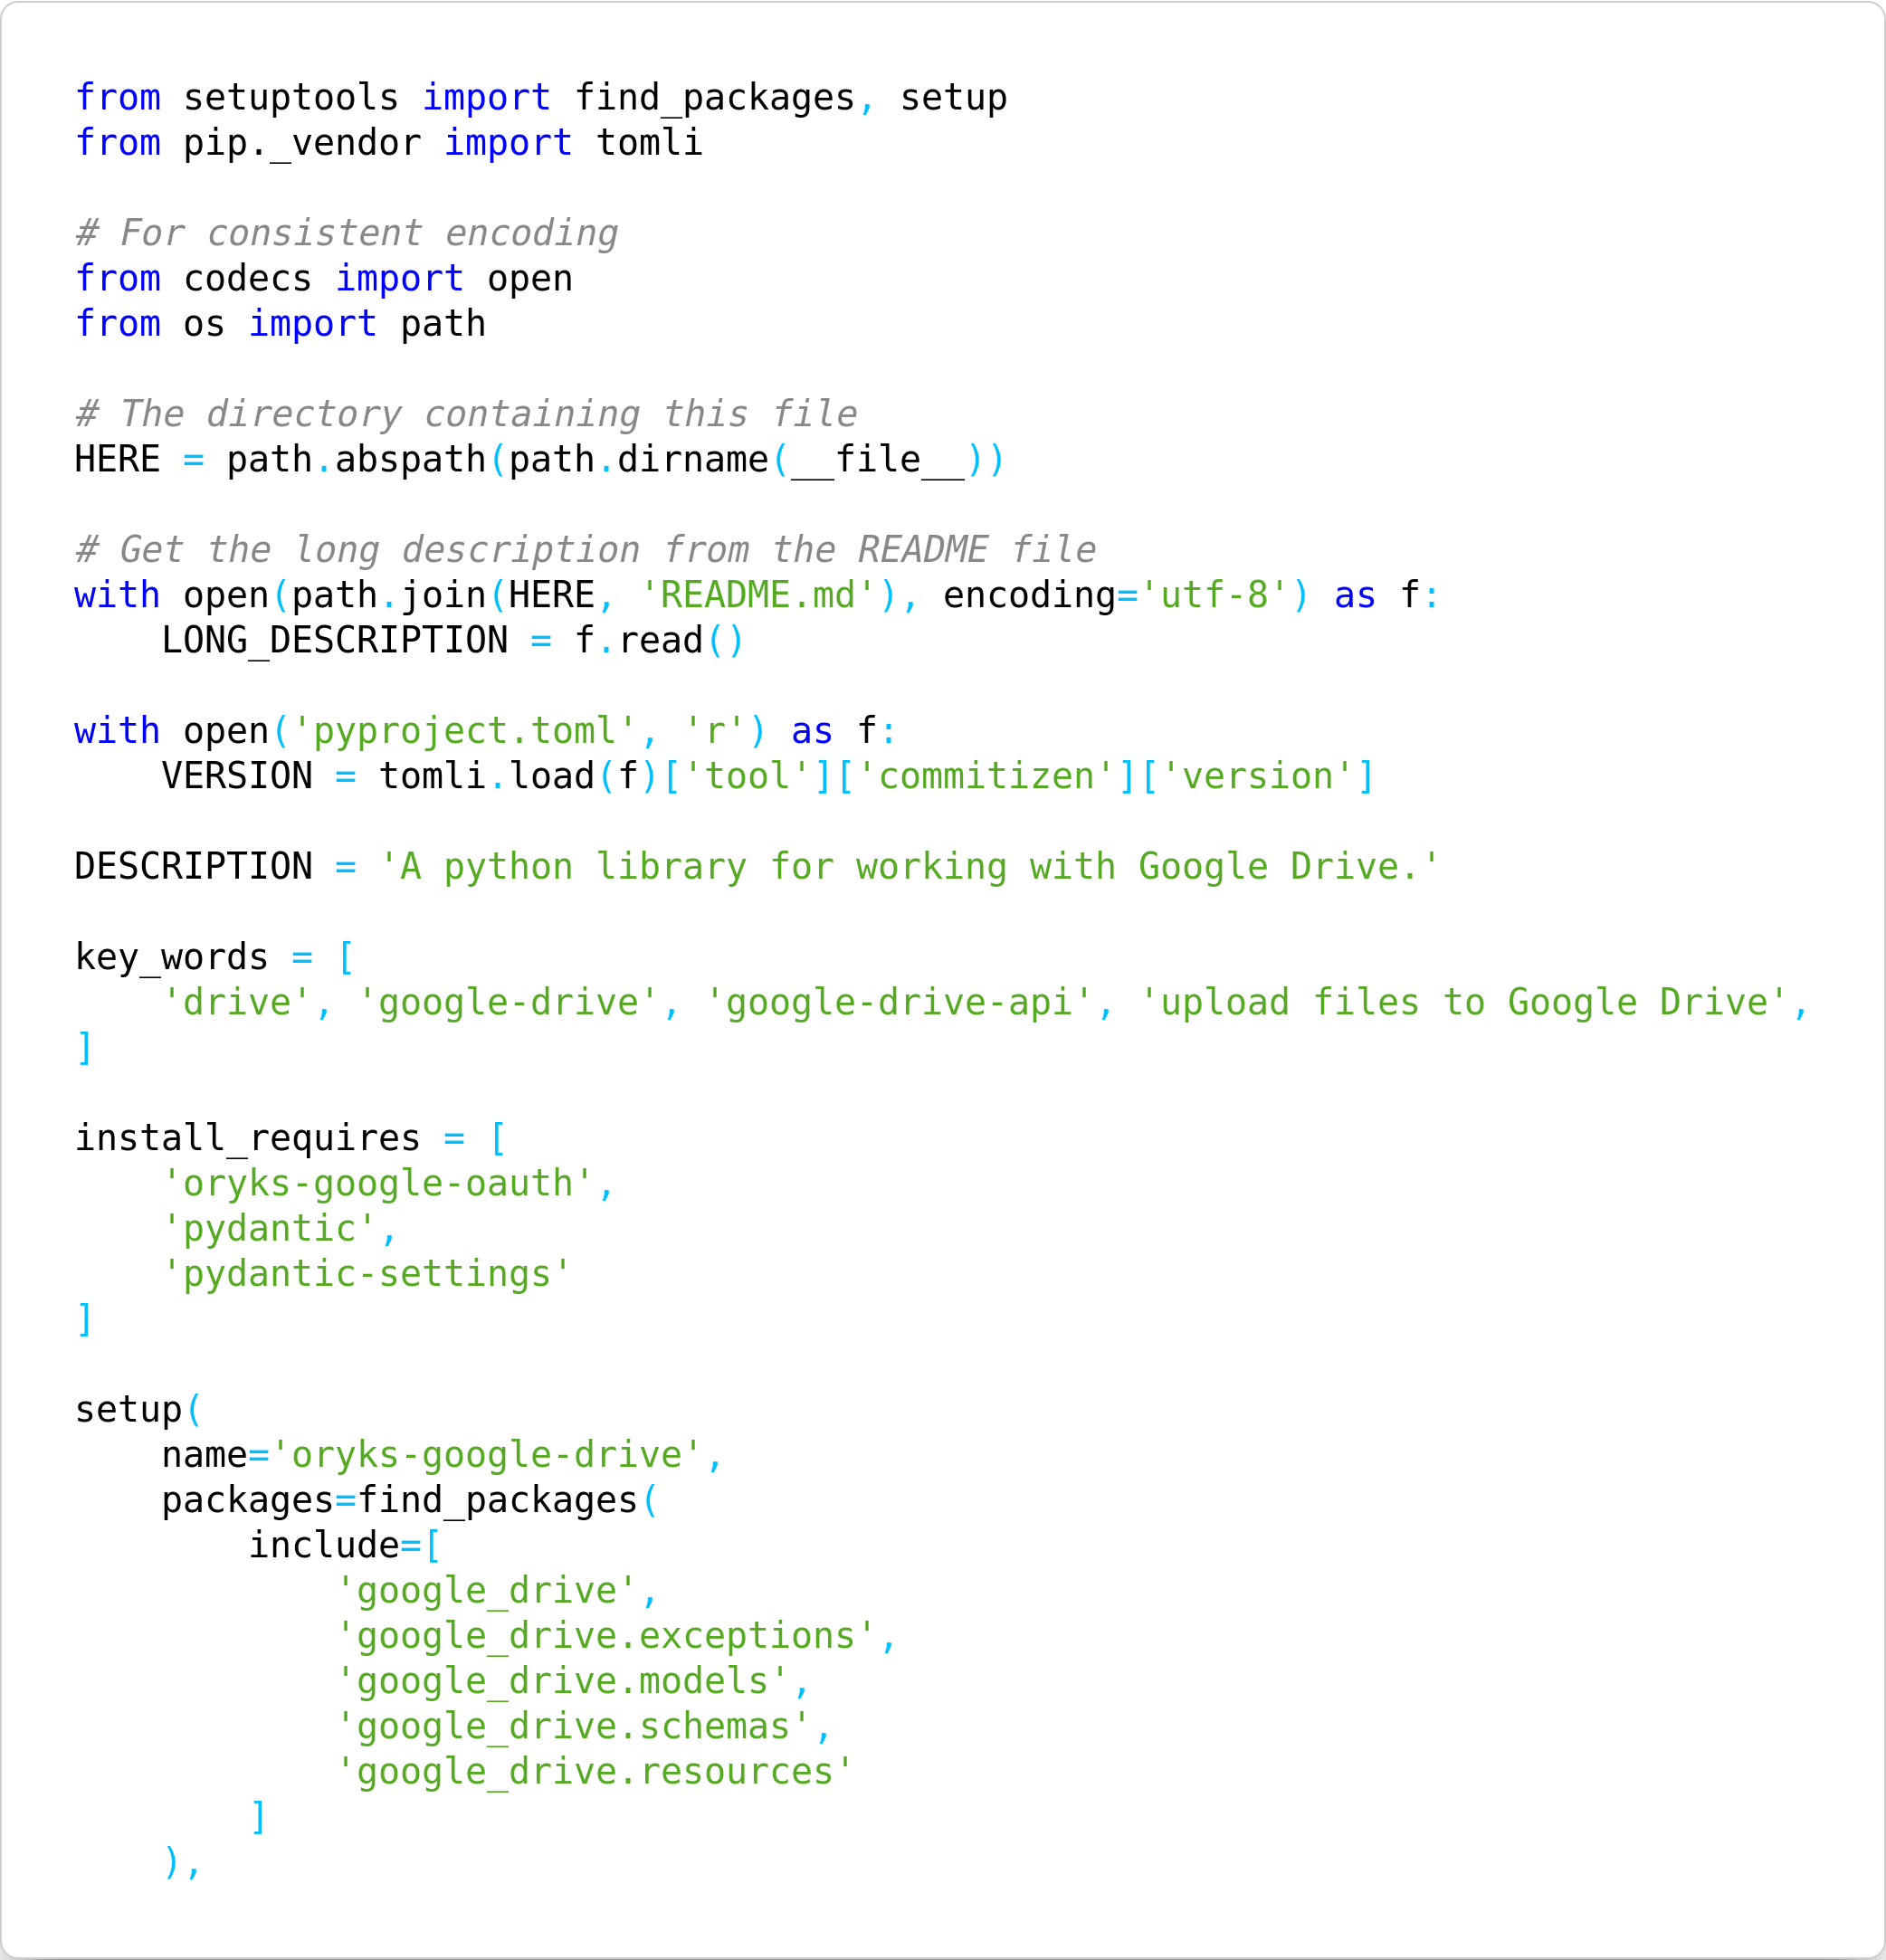 from setuptools import find_packages, setup
from pip._vendor import tomli

# For consistent encoding
from codecs import open
from os import path

# The directory containing this file
HERE = path.abspath(path.dirname(__file__))

# Get the long description from the README file
with open(path.join(HERE, 'README.md'), encoding='utf-8') as f:
    LONG_DESCRIPTION = f.read()

with open('pyproject.toml', 'r') as f:
    VERSION = tomli.load(f)['tool']['commitizen']['version']

DESCRIPTION = 'A python library for working with Google Drive.'

key_words = [
    'drive', 'google-drive', 'google-drive-api', 'upload files to Google Drive',
]

install_requires = [
    'oryks-google-oauth',
    'pydantic',
    'pydantic-settings'
]

setup(
    name='oryks-google-drive',
    packages=find_packages(
        include=[
            'google_drive',
            'google_drive.exceptions',
            'google_drive.models',
            'google_drive.schemas',
            'google_drive.resources'
        ]
    ),